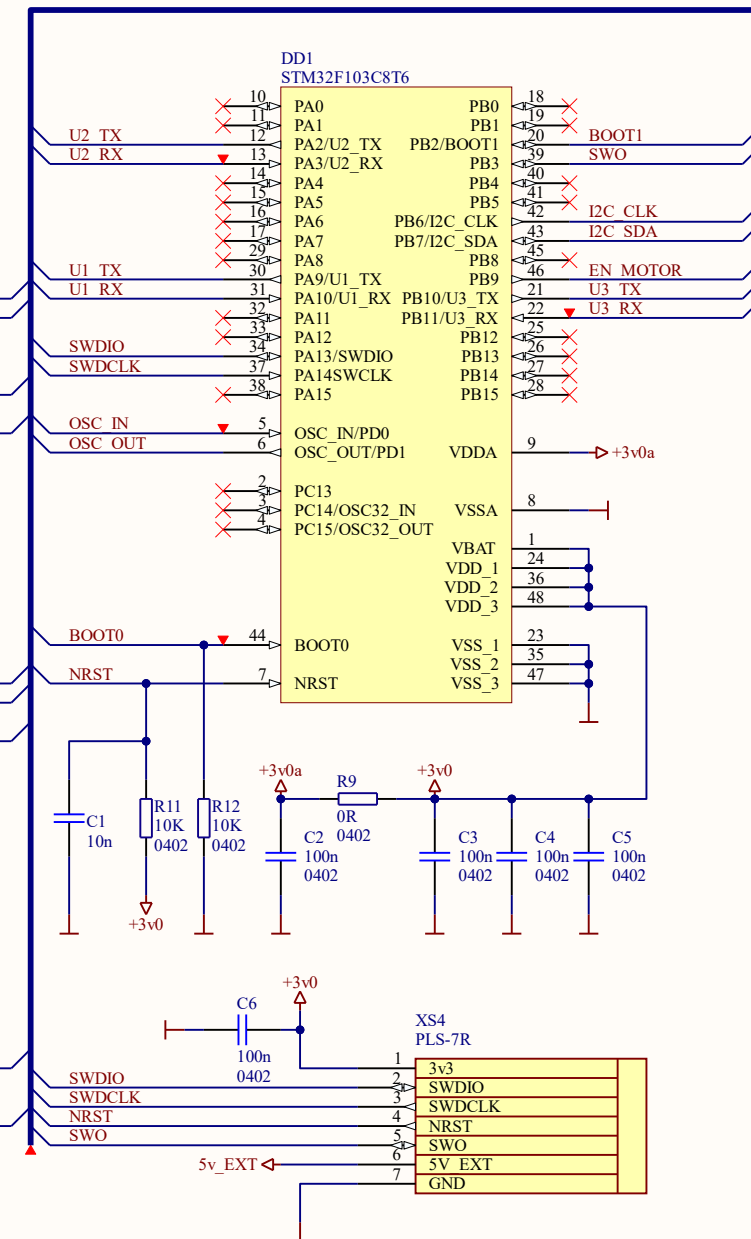 DD1
STM32F103C8T6
10 PA0 PB0 18
11 PA1 PB1 19
U2_TX 12 PA2/U2_TX PB2/BOOT1 20 BOOT1
U2_RX 13 PA3/U2_RX PB3 39 SWO
14 PA4 PB4 40
15 PA5 PB5 41
16 PA6 PB6/I2C_CLK 42 I2C_CLK
17 PA7 PB7/I2C_SDA 43 I2C_SDA
29 PA8 PB8 45
U1_TX 30 PA9/U1_TX PB9 46 EN_MOTOR
U1_RX 31 PA10/U1_RX PB10/U3_TX 21 U3_TX
32 PA11 PB11/U3_RX 22 U3_RX
33 PA12 PB12 25
SWDIO 34 PA13/SWDIO PB13 26
SWDCLK 37 PA14SWCLK PB14 27
38 PA15 PB15 28
OSC_IN 5 OSC_IN/PD0
OSC_OUT 6 OSC_OUT/PD1 VDDA 9 +3v0a
2 PC13
3 PC14/OSC32_IN VSSA 8
4 PC15/OSC32_OUT
VBAT 1
VDD_1 24
VDD_2 36
VDD_3 48
BOOT0 44 BOOT0 VSS_1 23
VSS_2 35
NRST 7 NRST VSS_3 47
+3v0a R9 +3v0
R11 R12 0R
C1 10K 10K 0402 C2 C3 C4 C5
10n 0402 0402 100n 100n 100n 100n
0402 0402 0402 0402
+3v0
+3v0
C6
100n
0402
XS4
PLS-7R
1 3v3
SWDIO 2 SWDIO
SWDCLK 3 SWDCLK
NRST 4 NRST
SWO 5 SWO
5v_EXT 6 5V_EXT
7 GND